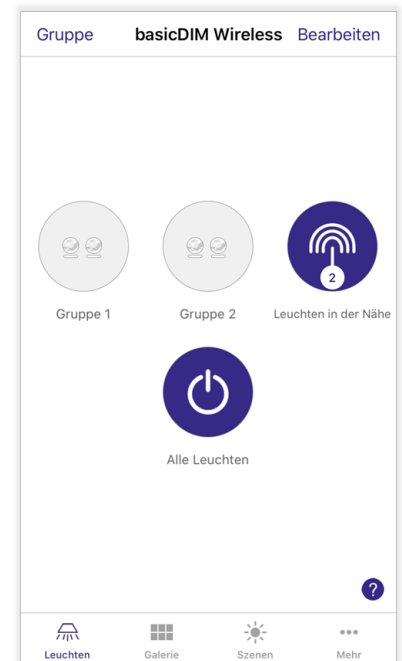 Gruppe basicDIM Wireless Bearbeiten
2
Gruppe 1 Gruppe 2 Leuchten in der Nähe
Alle Leuchten
?
Leuchten Galerie Szenen Mehr